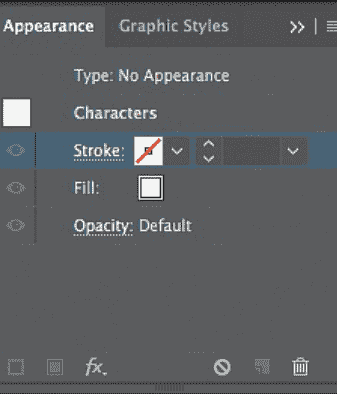 Appearance Graphic Styles
Type: No Appearance
Characters
Stroke:
Fill:
Opacity: Default
fx.